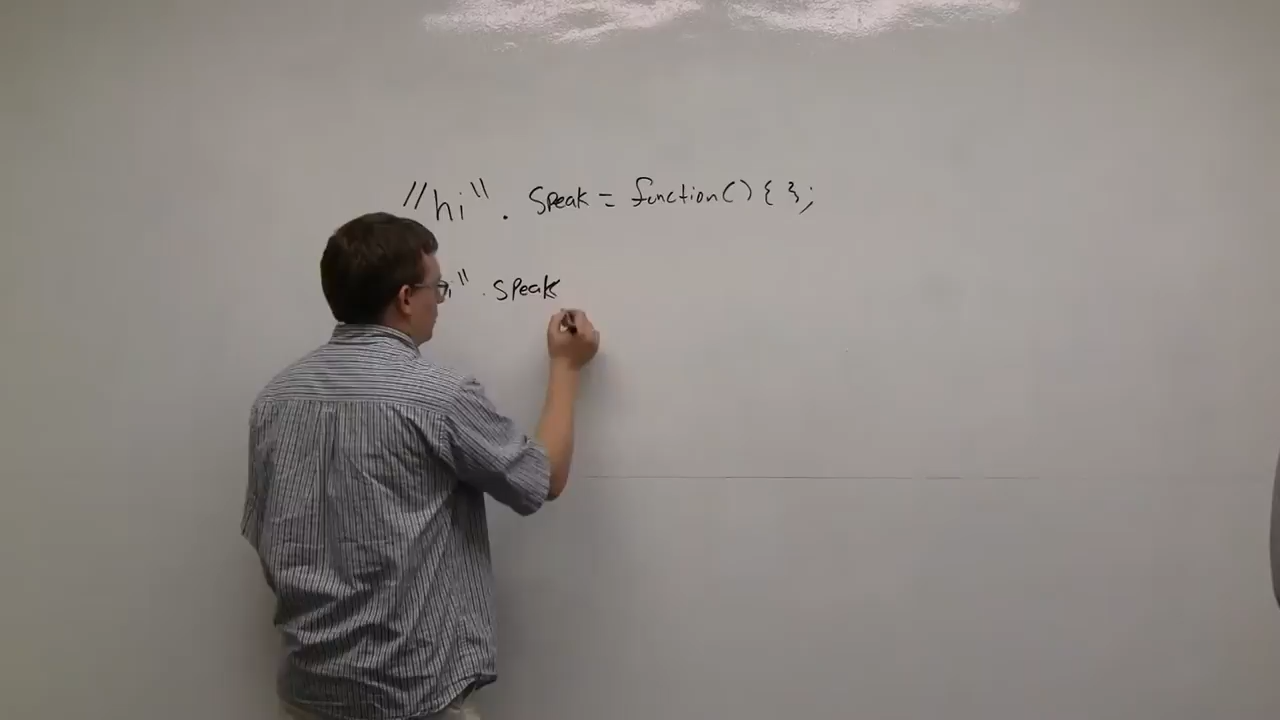 "hi". speak = function() { };
i" .speak